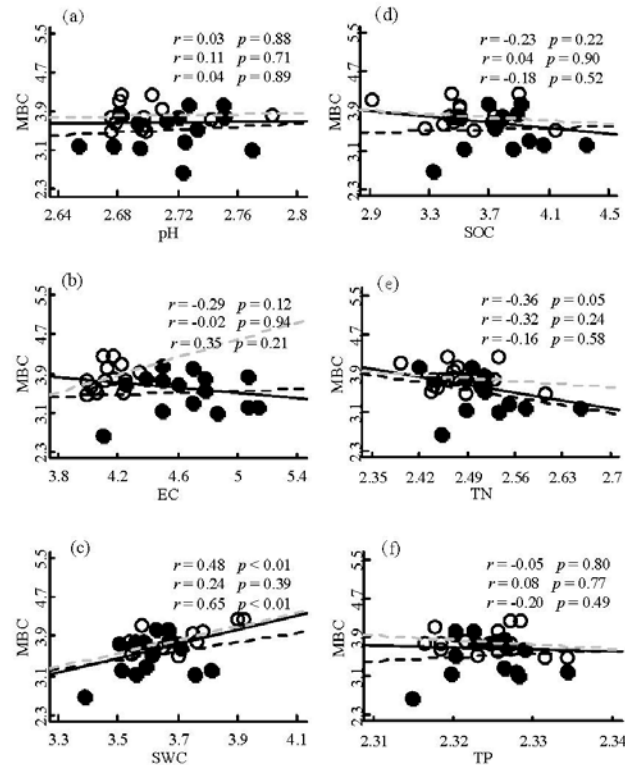 (a)
r = 0.03 p = 0.88
r = 0.11 p = 0.71
r = 0.04 p = 0.89
MBC
5.5
4.7
3.9
3.1
2.3
2.64 2.68 2.72 2.76 2.8
pH
(d)
r = -0.23 p = 0.22
r = 0.04 p = 0.90
r = -0.18 p = 0.52
MBC
5.5
4.7
3.9
3.1
2.3
2.9 3.3 3.7 4.1 4.5
SOC
(b)
r = -0.29 p = 0.12
r = -0.02 p = 0.94
r = 0.35 p = 0.21
MBC
5.5
4.7
3.9
3.1
2.3
3.8 4.2 4.6 5.0 5.4
EC
(e)
r = -0.36 p = 0.05
r = -0.32 p = 0.24
r = -0.16 p = 0.58
MBC
5.5
4.7
3.9
3.1
2.3
2.35 2.42 2.49 2.56 2.63 2.7
TN
(c)
r = 0.48 p < 0.01
r = 0.24 p = 0.39
r = 0.65 p < 0.01
MBC
5.5
4.7
3.9
3.1
2.3
3.3 3.5 3.7 3.9 4.1
SWC
(f)
r = -0.05 p = 0.80
r = 0.08 p = 0.77
r = -0.20 p = 0.49
MBC
5.5
4.7
3.9
3.1
2.3
2.31 2.32 2.33 2.34
TP